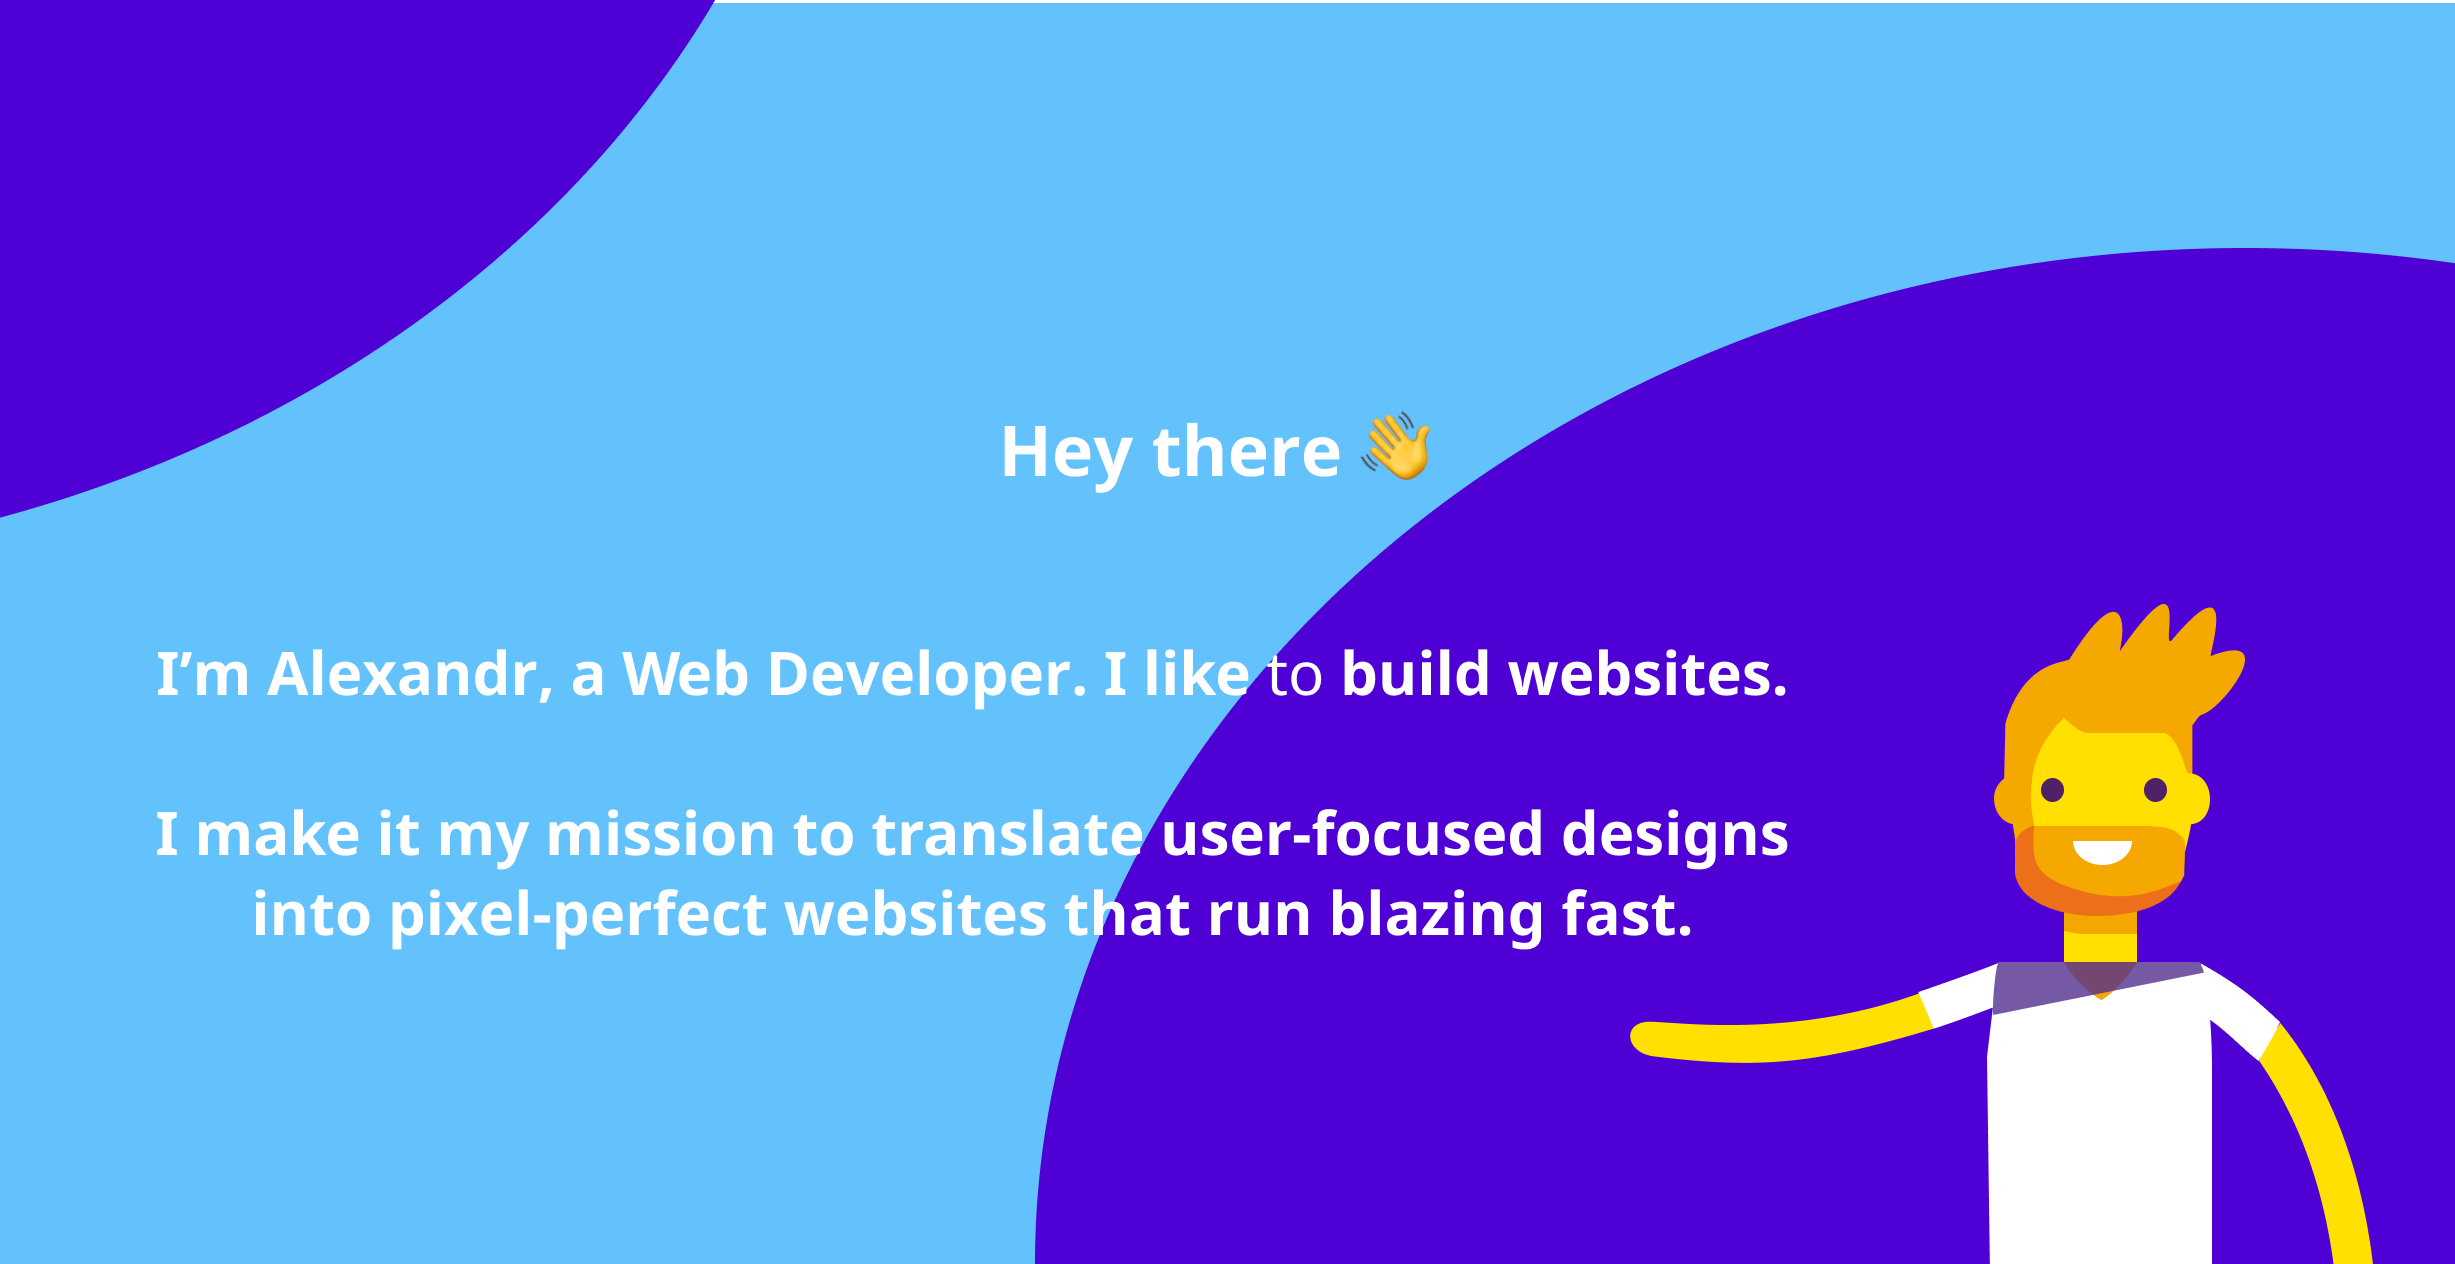 Hey there 👋
I’m Alexandr, a Web Developer. I like to build websites.
I make it my mission to translate user-focused designs
into pixel-perfect websites that run blazing fast.